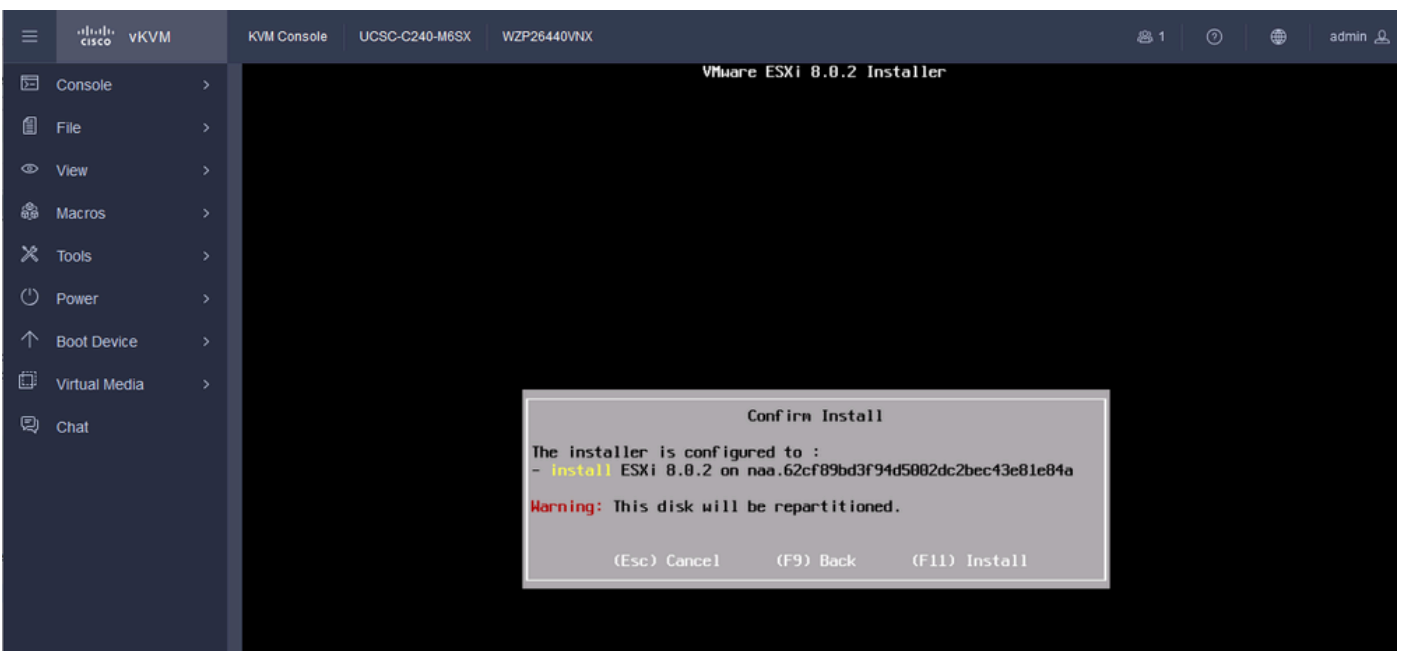 cisco vKVM KVM Console UCSC-C240-M6SX WZP26440VNX 1 admin
Console
File
View
Macros
Tools
Power
Boot Device
Virtual Media
Chat
VMware ESXi 8.0.2 Installer
Confirm Install
The installer is configured to :
- install ESXi 8.0.2 on naa.62cf89bd3f94d5002dc2bec43e81e84a
Warning: This disk will be repartitioned.
(Esc) Cancel (F9) Back (F11) Install